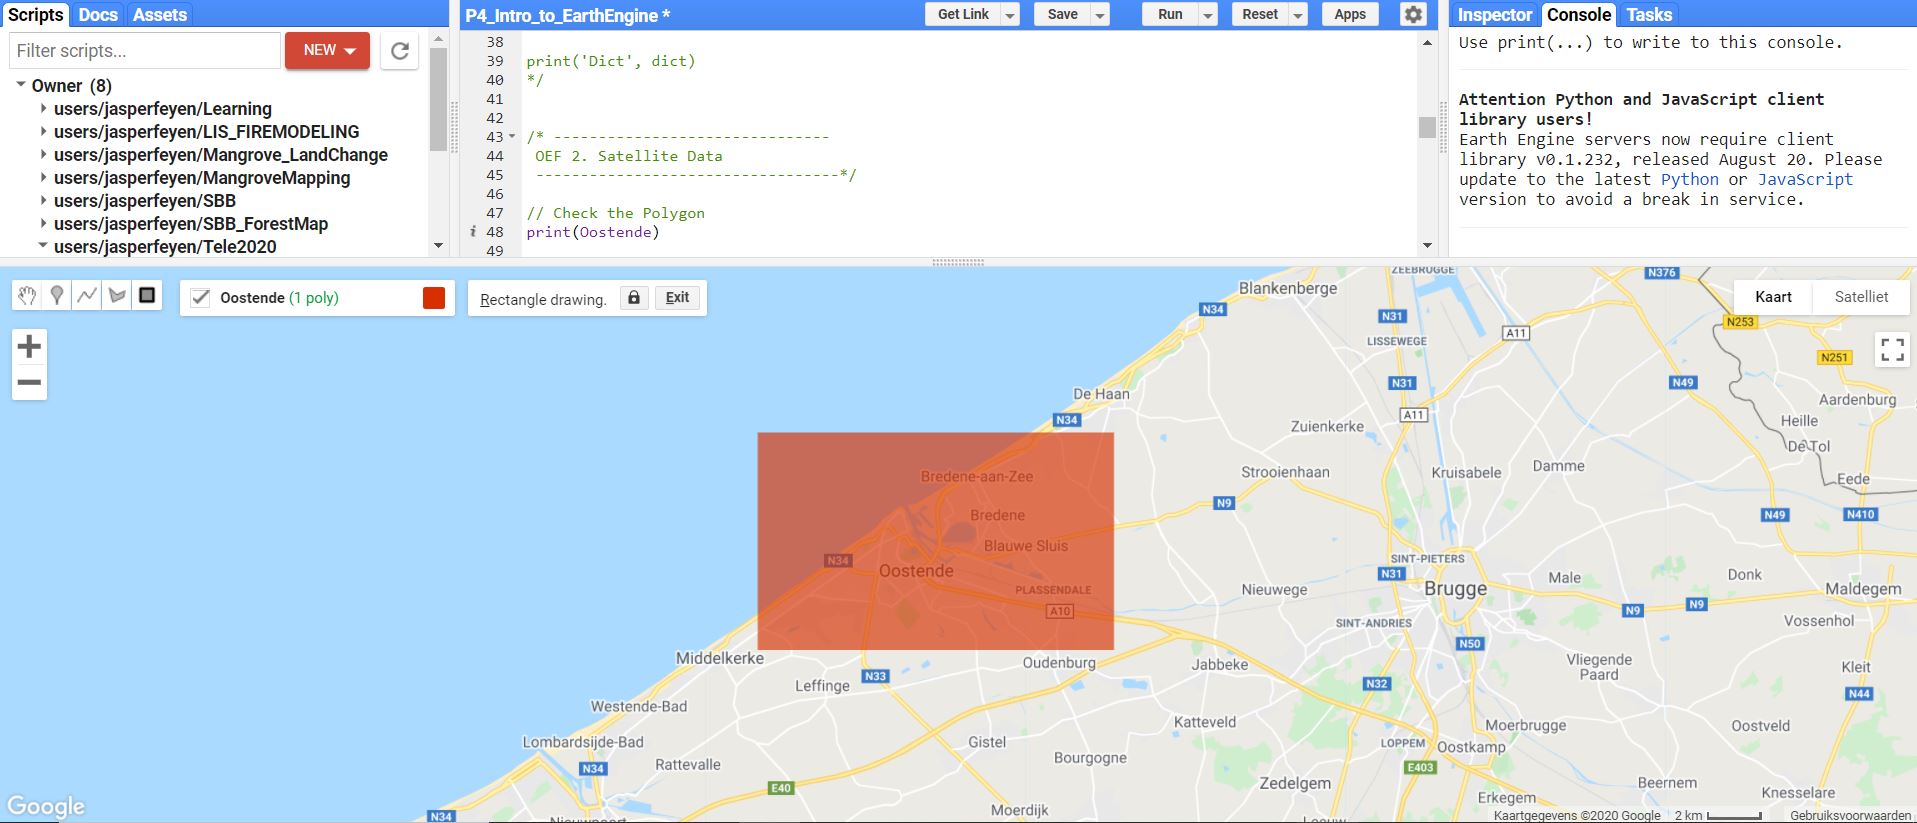 Scripts Docs Assets
Filter scripts...
NEW
Owner (8)
users/jasperfeyen/Learning
users/jasperfeyen/LIS_FIREMODELING
users/jasperfeyen/Mangrove_LandChange
users/jasperfeyen/MangroveMapping
users/jasperfeyen/SBB
users/jasperfeyen/SBB_ForestMap
users/jasperfeyen/Tele2020
P4_Intro_to_EarthEngine *
Get Link Save Run Reset Apps
38
39 print('Dict', dict)
40 */
41
42
43 /* -------------------------------
44 OEF 2. Satellite Data
45 ----------------------------------*/
46
47 // Check the Polygon
i 48 print(Oostende)
49
Inspector Console Tasks
Use print(...) to write to this console.
Attention Python and JavaScript client
library users!
Earth Engine servers now require client
library v0.1.232, released August 20. Please
update to the latest Python or JavaScript
version to avoid a break in service.
Oostende (1 poly)
Rectangle drawing. Exit
Kaart Satelliet
ZEEBRUGGE
N376
Blankenberge
N34
N31
N253
A11
LISSEWEGE
N251
N31
N49
De Haan
Aardenburg
A11
N34
Heille
Zuienkerke
De Tol
Strooienhaan
Kruisabele
Damme
Bredene-aan-Zee
Eede
N9
Bredene
N49
N410
Blauwe Sluis
N34
SINT-PIETERS
Oostende
N31
Male
Donk
PLASSENDALE
Nieuwege
Brugge
Maldegem
A10
N9
N9
SINT-ANDRIES
Vossenhol
N50
Middelkerke
Oudenburg
Jabbeke
Vliegende
Paard
Kleit
N33
Leffinge
N32
N44
Westende-Bad
Katteveld
Moerbrugge
Oostveld
Lombardsijde-Bad
Gistel
LOPPEM
Oostkamp
Bourgogne
Rattevalle
N34
E403
Zedelgem
Beernem
E40
Knesselare
Erkegem
Google
Moerdijk
N34
Kaartgegevens ©2020 Google 2 km Gebruiksvoorwaarden